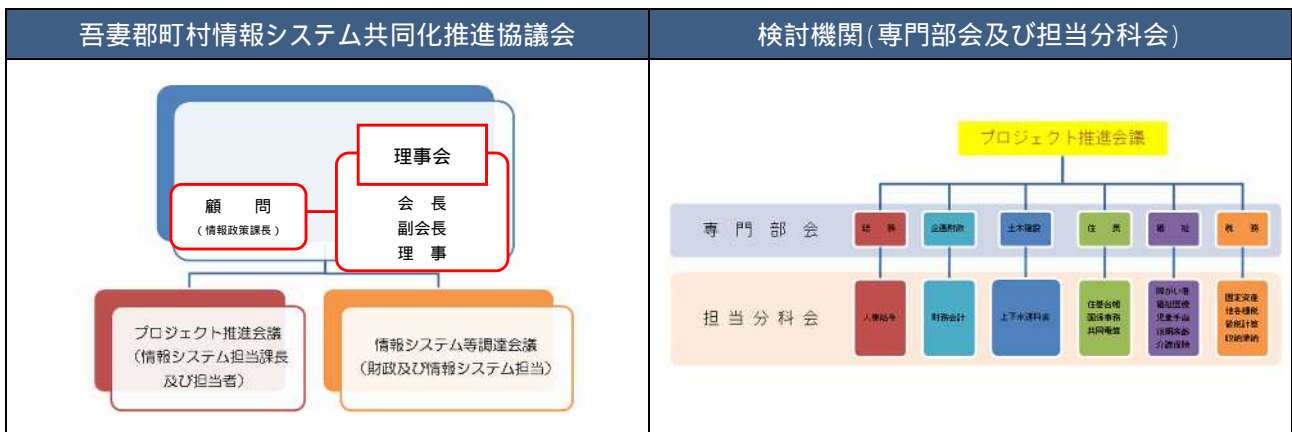 吾妻郡町村情報システム共同化推進協議会
検討機関(専門部会及び担当分科会)
理事会
会 長
副会長
理 事
顧 問
(情報政策課長)
プロジェクト推進会議
(情報システム担当課長
及び担当者)
情報システム等調達会議
(財政及び情報システム担当)
プロジェクト推進会議
専門部会
総 務
企画財政
土木建設
住 民
福 祉
税 務
担当分科会
人事給与
財務会計
上下水道料金
住基台帳
国保事務
共同電算
障がい者
福祉医療
児童手当
後期高齢
介護保険
固定資産
住各種税
収納滞納